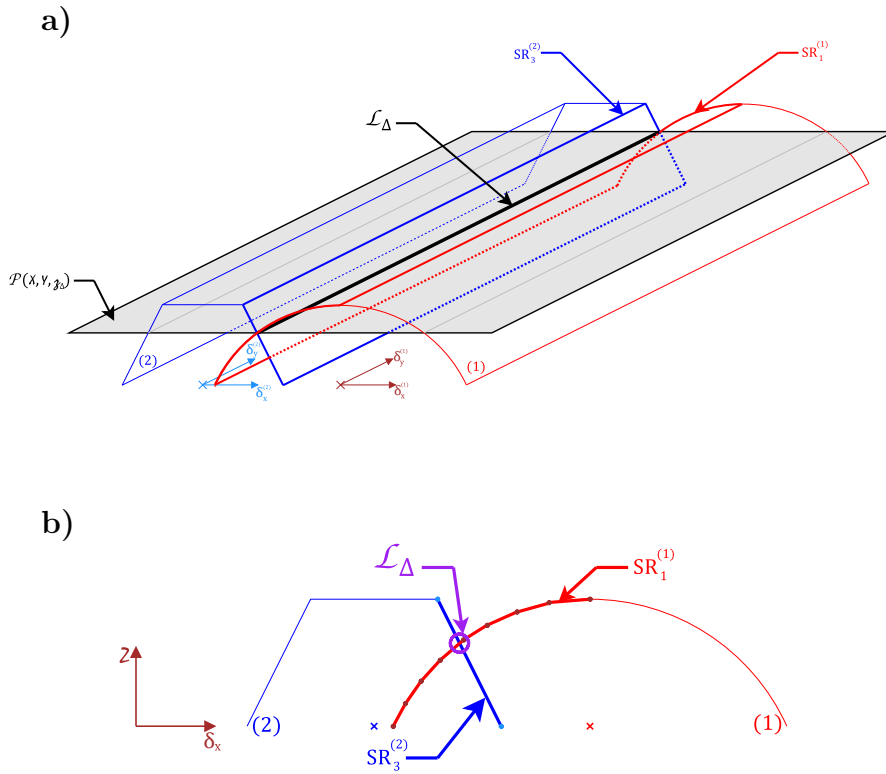 a)
SR₃⁽²⁾
SR₁⁽¹⁾
ℒ_Δ
𝒫(X,Y,𝓏_Δ)
(2)
(1)
δ_y⁽²⁾
δ_y⁽¹⁾
δ_x⁽²⁾
δ_x⁽¹⁾
b)
ℒ_Δ
SR₁⁽¹⁾
Z
δ_x
(2)
(1)
SR₃⁽²⁾